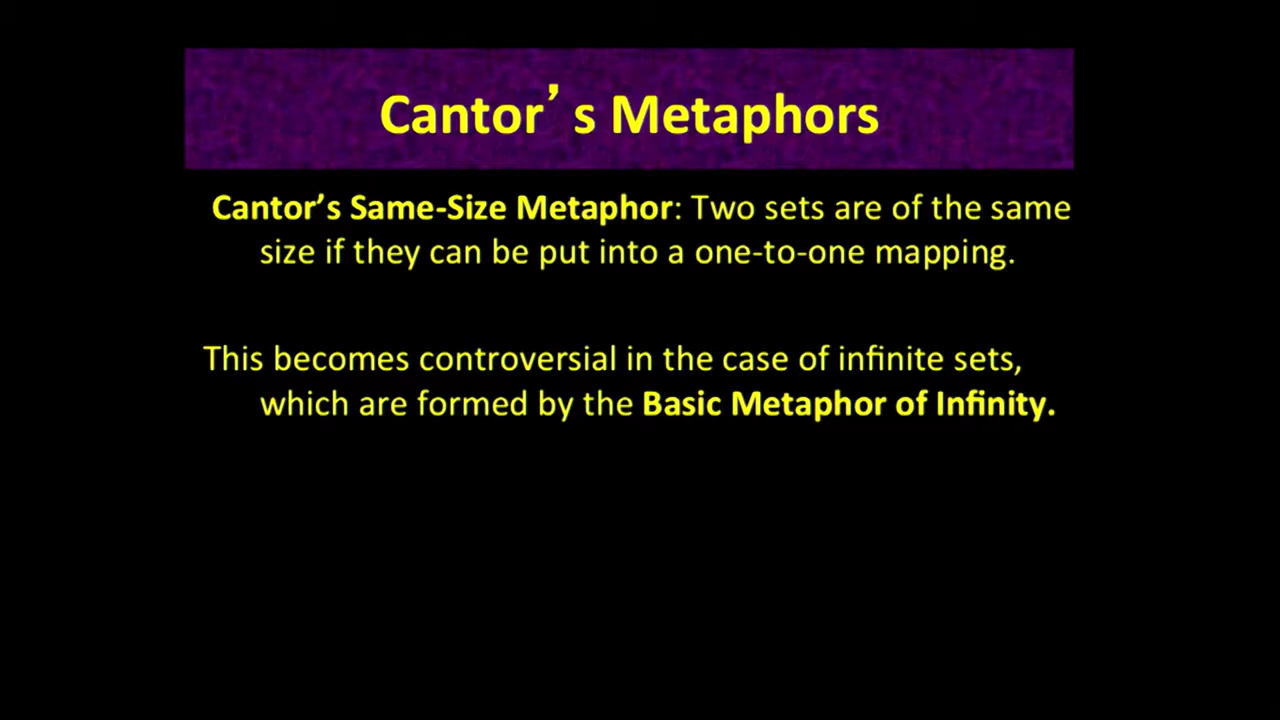 Cantor’s Metaphors
Cantor’s Same-Size Metaphor: Two sets are of the same
size if they can be put into a one-to-one mapping.
This becomes controversial in the case of infinite sets,
which are formed by the Basic Metaphor of Infinity.